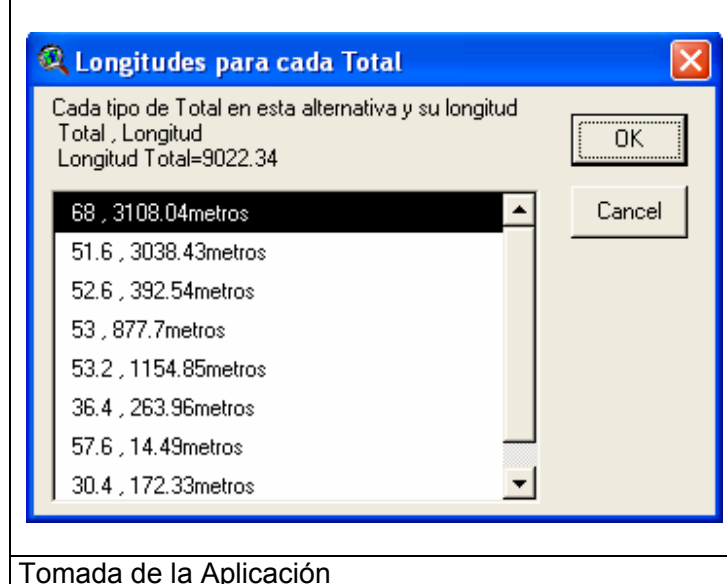 Longitudes para cada Total
Cada tipo de Total en esta alternativa y su longitud
Total , Longitud
Longitud Total=9022.34
OK
Cancel
68 , 3108.04metros
51.6 , 3038.43metros
52.6 , 392.54metros
53 , 877.7metros
53.2 , 1154.85metros
36.4 , 263.96metros
57.6 , 14.49metros
30.4 , 172.33metros
Tomada de la Aplicación